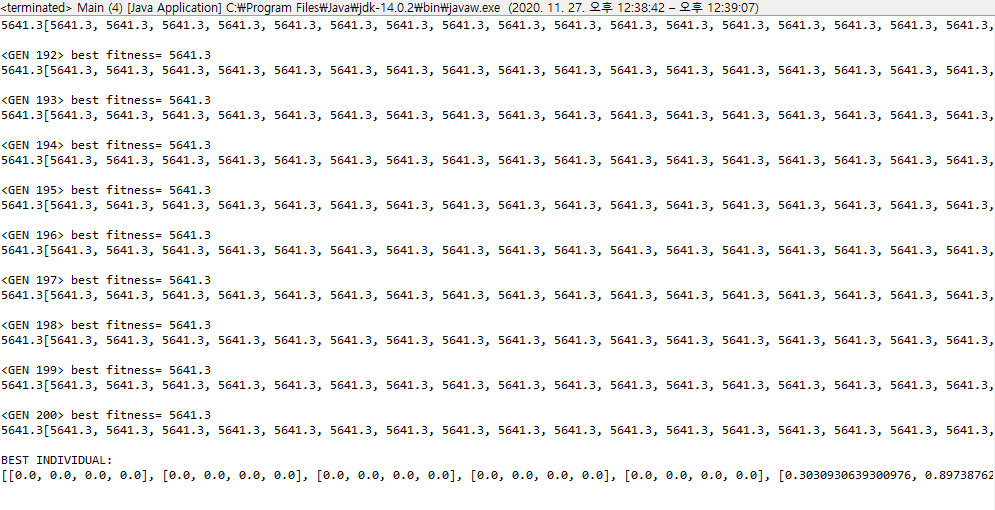 <terminated> Main (4) [Java Application] C:₩Program Files₩Java₩jdk-14.0.2₩bin₩javaw.exe (2020. 11. 27. 오후 12:38:42 – 오후 12:39:07)
5641.3[5641.3, 5641.3, 5641.3, 5641.3, 5641.3, 5641.3, 5641.3, 5641.3, 5641.3, 5641.3, 5641.3, 5641.3, 5641.3, 5641.3, 5641.3, 5641.3, 5641.3,
<GEN 192> best fitness= 5641.3
5641.3[5641.3, 5641.3, 5641.3, 5641.3, 5641.3, 5641.3, 5641.3, 5641.3, 5641.3, 5641.3, 5641.3, 5641.3, 5641.3, 5641.3, 5641.3, 5641.3, 5641.3,
<GEN 193> best fitness= 5641.3
5641.3[5641.3, 5641.3, 5641.3, 5641.3, 5641.3, 5641.3, 5641.3, 5641.3, 5641.3, 5641.3, 5641.3, 5641.3, 5641.3, 5641.3, 5641.3, 5641.3, 5641.3,
<GEN 194> best fitness= 5641.3
5641.3[5641.3, 5641.3, 5641.3, 5641.3, 5641.3, 5641.3, 5641.3, 5641.3, 5641.3, 5641.3, 5641.3, 5641.3, 5641.3, 5641.3, 5641.3, 5641.3, 5641.3,
<GEN 195> best fitness= 5641.3
5641.3[5641.3, 5641.3, 5641.3, 5641.3, 5641.3, 5641.3, 5641.3, 5641.3, 5641.3, 5641.3, 5641.3, 5641.3, 5641.3, 5641.3, 5641.3, 5641.3, 5641.3,
<GEN 196> best fitness= 5641.3
5641.3[5641.3, 5641.3, 5641.3, 5641.3, 5641.3, 5641.3, 5641.3, 5641.3, 5641.3, 5641.3, 5641.3, 5641.3, 5641.3, 5641.3, 5641.3, 5641.3, 5641.3,
<GEN 197> best fitness= 5641.3
5641.3[5641.3, 5641.3, 5641.3, 5641.3, 5641.3, 5641.3, 5641.3, 5641.3, 5641.3, 5641.3, 5641.3, 5641.3, 5641.3, 5641.3, 5641.3, 5641.3, 5641.3,
<GEN 198> best fitness= 5641.3
5641.3[5641.3, 5641.3, 5641.3, 5641.3, 5641.3, 5641.3, 5641.3, 5641.3, 5641.3, 5641.3, 5641.3, 5641.3, 5641.3, 5641.3, 5641.3, 5641.3, 5641.3,
<GEN 199> best fitness= 5641.3
5641.3[5641.3, 5641.3, 5641.3, 5641.3, 5641.3, 5641.3, 5641.3, 5641.3, 5641.3, 5641.3, 5641.3, 5641.3, 5641.3, 5641.3, 5641.3, 5641.3, 5641.3,
<GEN 200> best fitness= 5641.3
5641.3[5641.3, 5641.3, 5641.3, 5641.3, 5641.3, 5641.3, 5641.3, 5641.3, 5641.3, 5641.3, 5641.3, 5641.3, 5641.3, 5641.3, 5641.3, 5641.3, 5641.3,
BEST INDIVIDUAL:
[[0.0, 0.0, 0.0, 0.0], [0.0, 0.0, 0.0, 0.0], [0.0, 0.0, 0.0, 0.0], [0.0, 0.0, 0.0, 0.0], [0.0, 0.0, 0.0, 0.0], [0.3030930639300976, 0.89738762